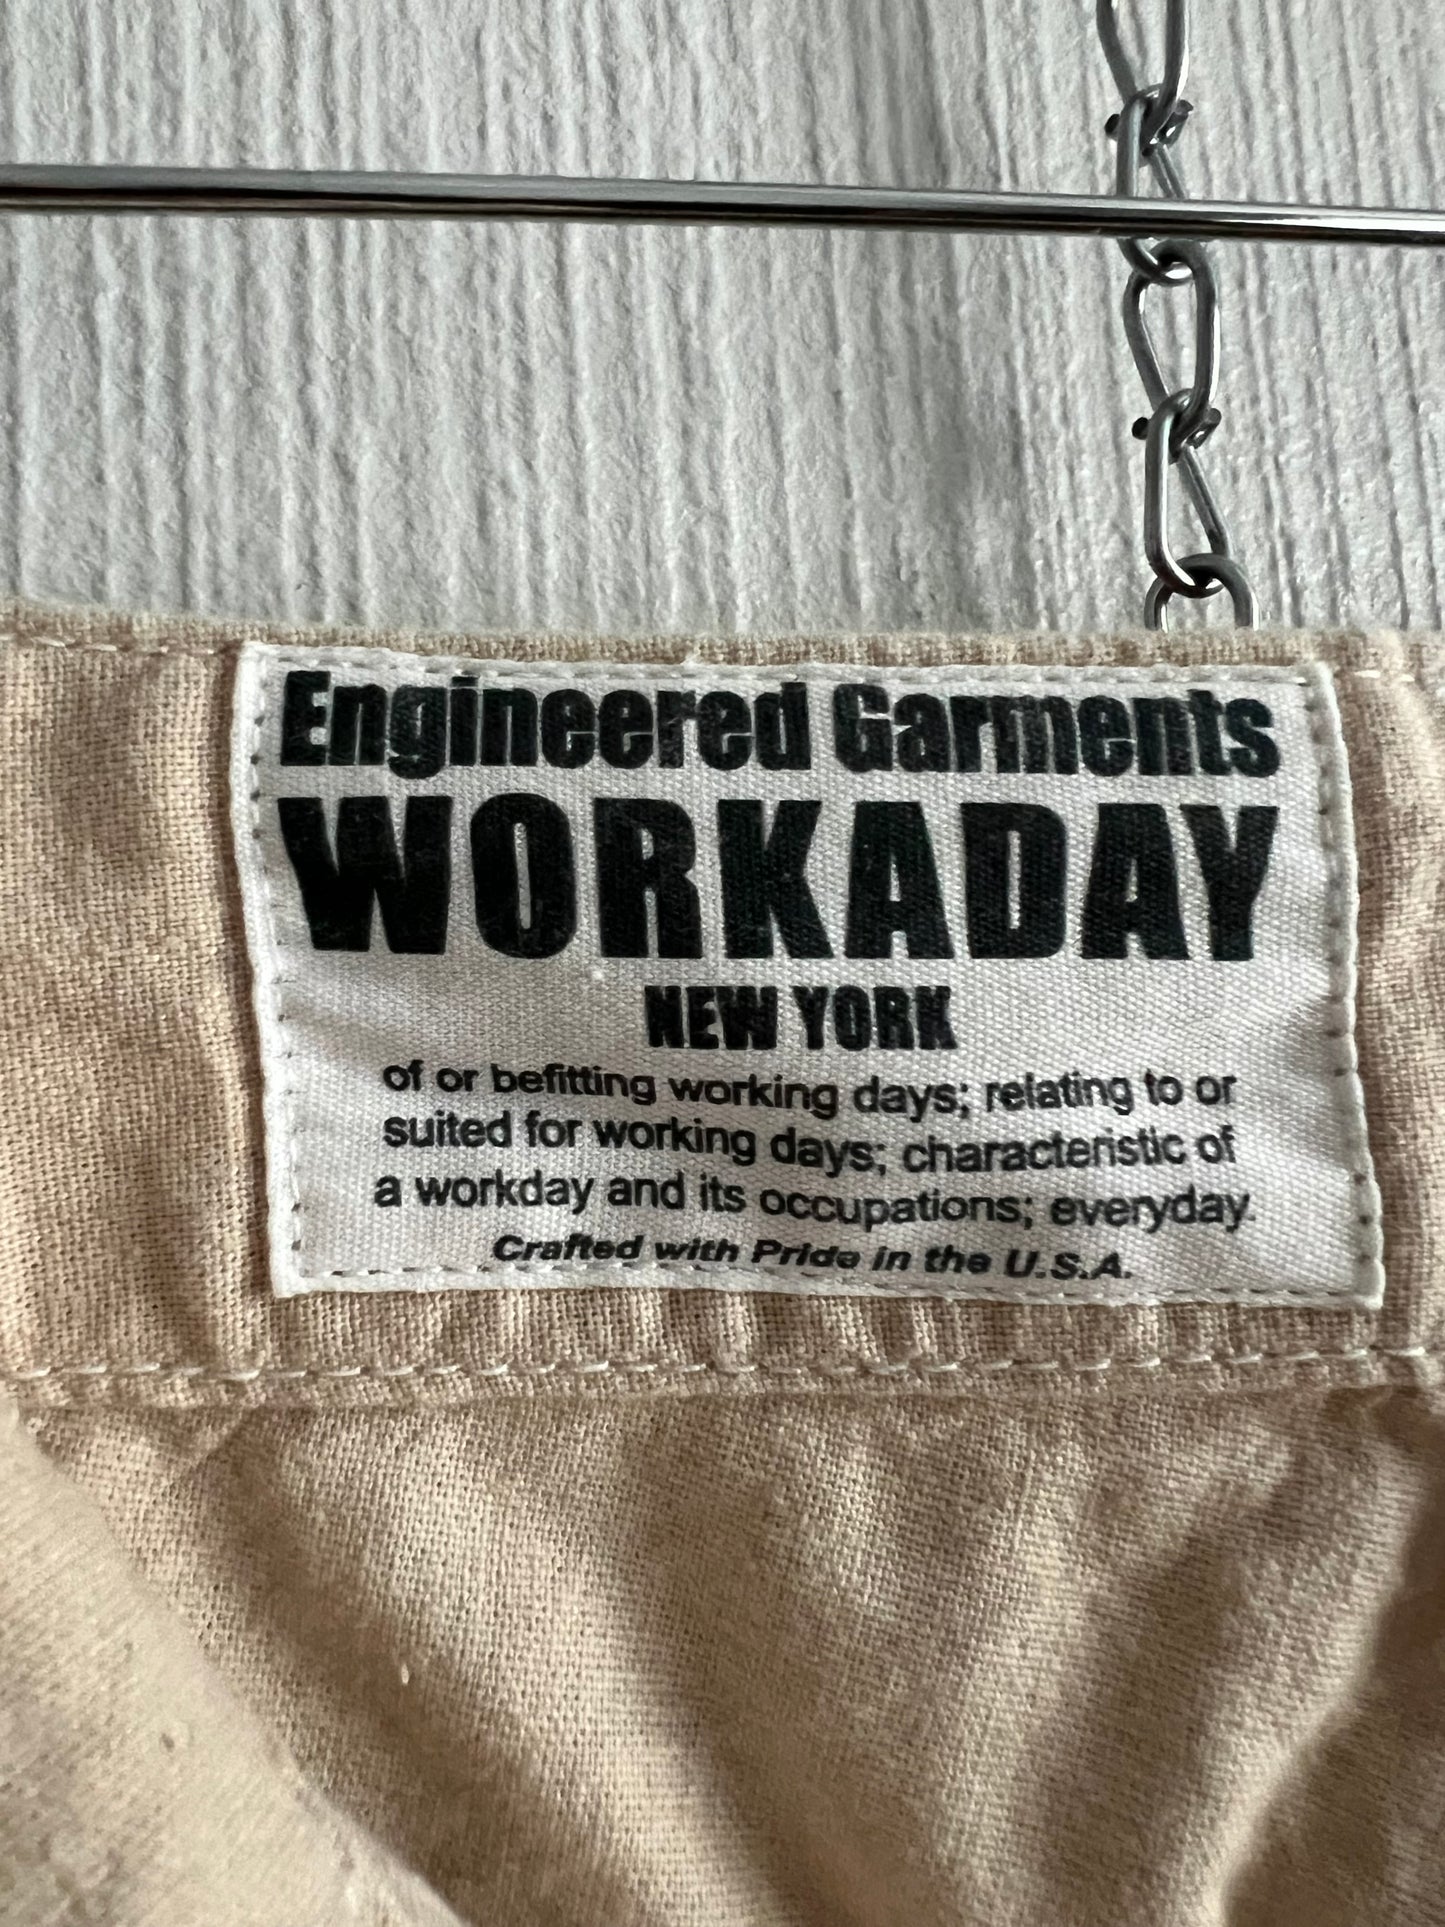 Engineered Garments
WORKADAY
NEW YORK
of or befitting working days; relating to or
suited for working days; characteristic of
a workday and its occupations; everyday.
Crafted with Pride in the U.S.A.